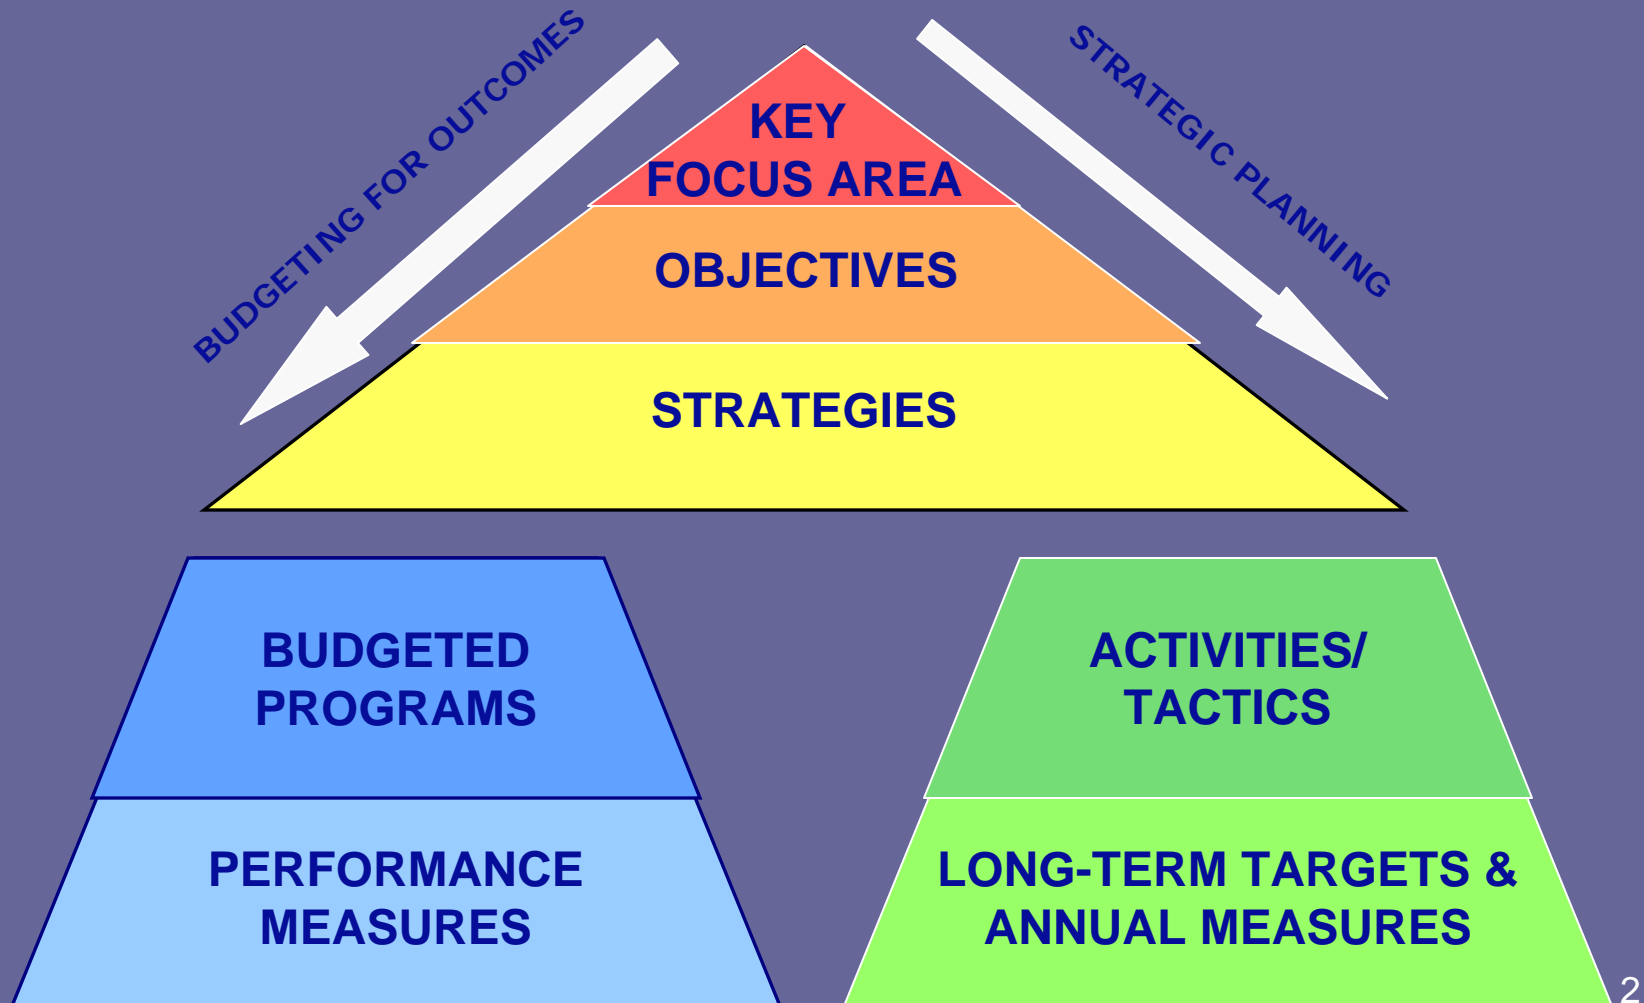 BUDGETING FOR OUTCOMES
STRATEGIC PLANNING
KEY
FOCUS AREA
OBJECTIVES
STRATEGIES
BUDGETED
PROGRAMS
ACTIVITIES/
TACTICS
PERFORMANCE
MEASURES
LONG-TERM TARGETS &
ANNUAL MEASURES
2